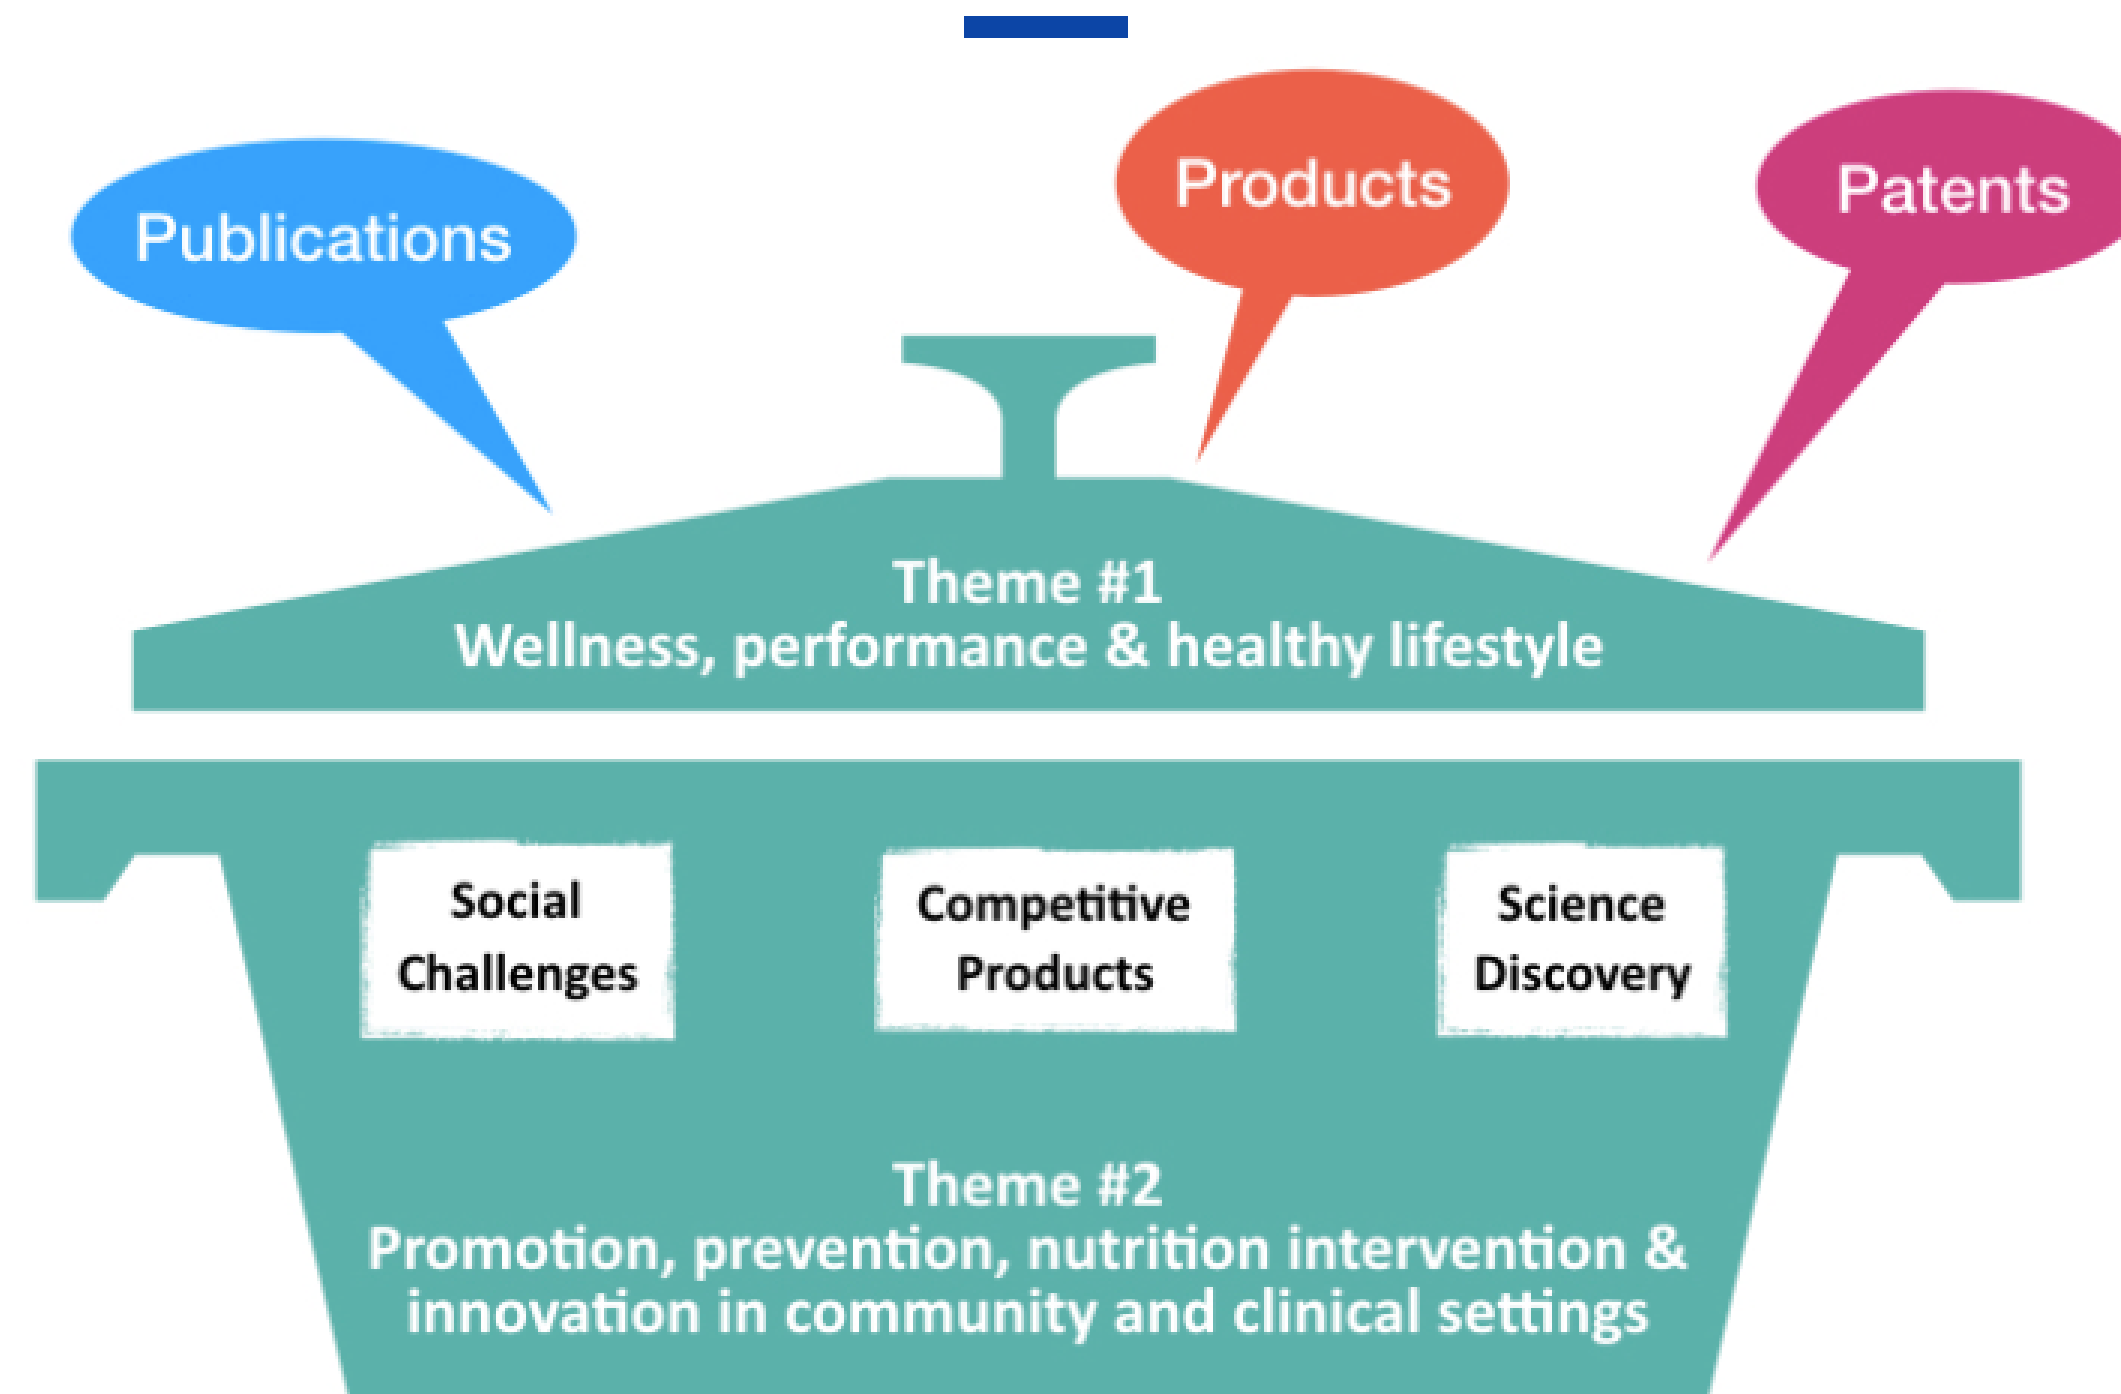 Publications
Products
Patents
Theme #1
Wellness, performance & healthy lifestyle
Social
Challenges
Competitive
Products
Science
Discovery
Theme #2
Promotion, prevention, nutrition intervention &
innovation in community and clinical settings